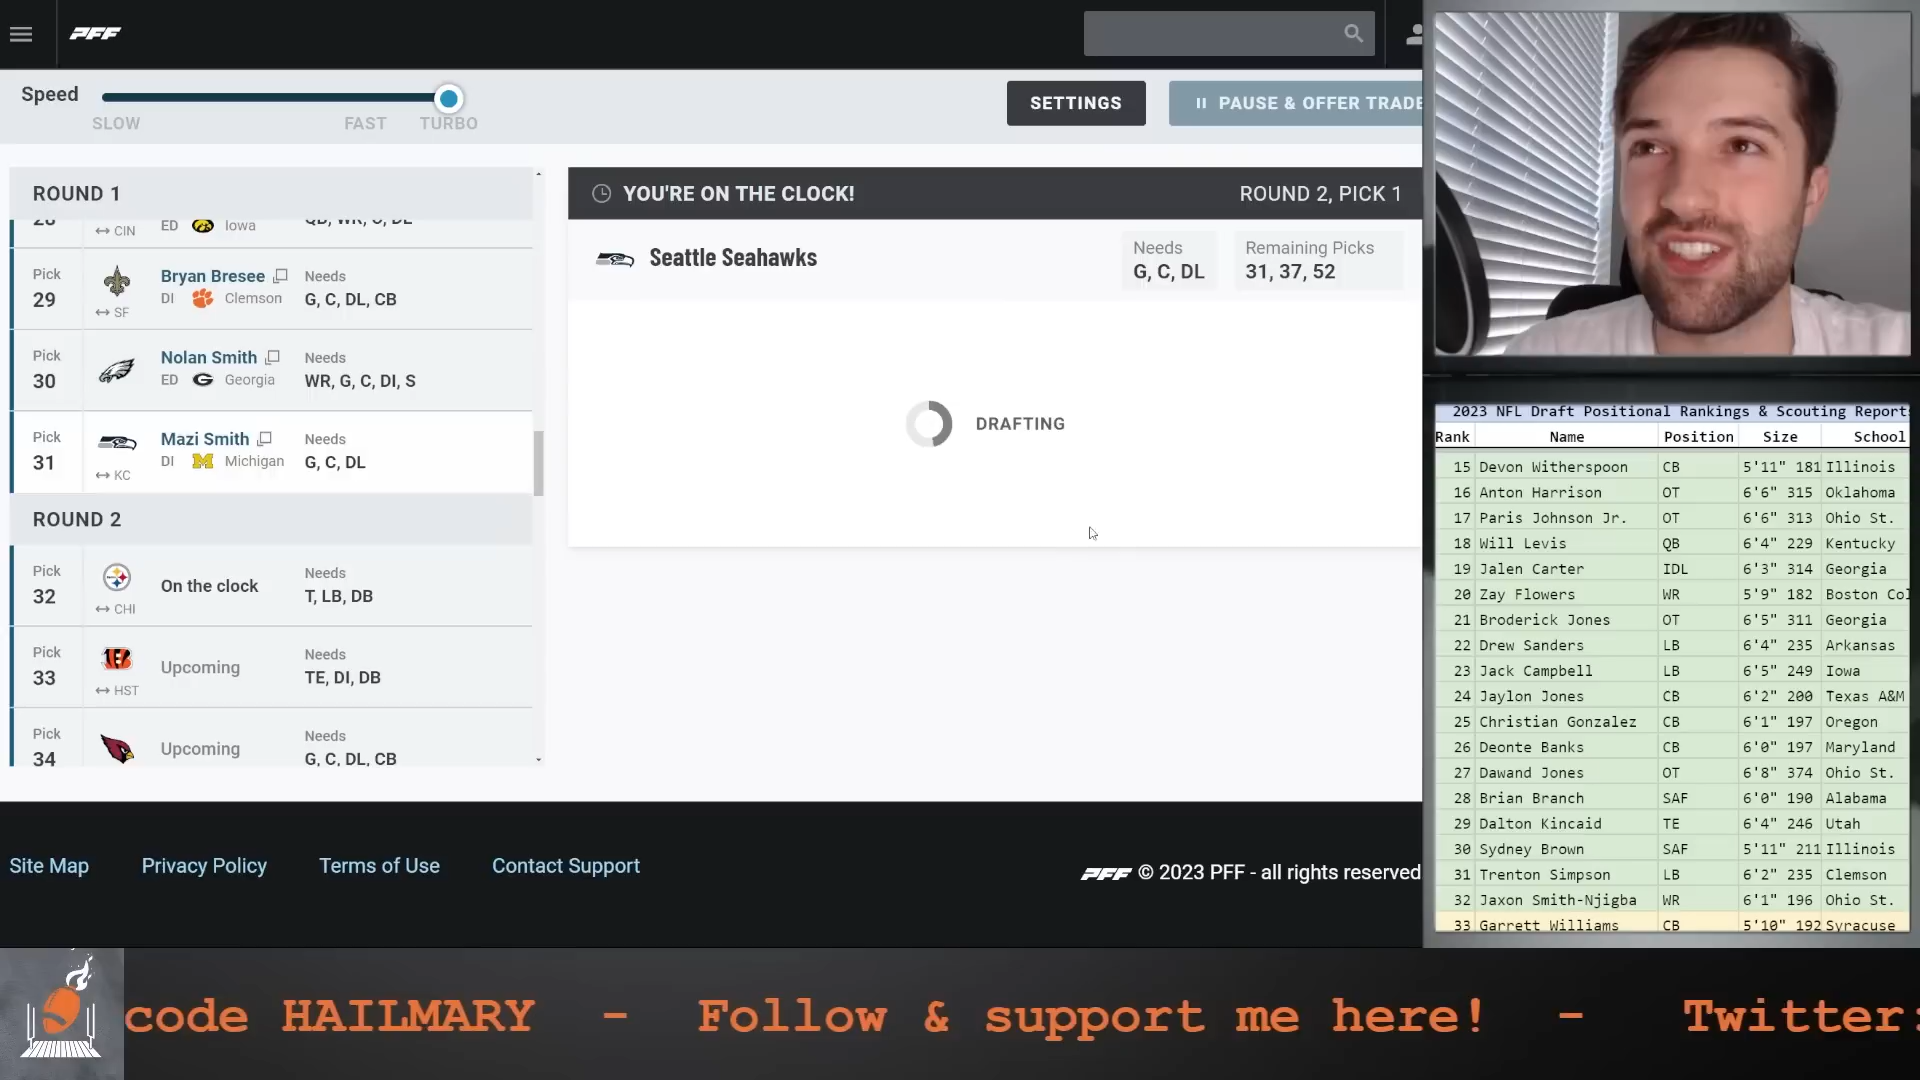 PFF
Speed
SLOW
FAST
TURBO
SETTINGS
PAUSE & OFFER TRADE
ROUND 1
28
CIN
ED
Iowa
QB, WR, G, DL
Pick
29
SF
Bryan Bresee
DI
Clemson
Needs
G, C, DL, CB
Pick
30
Nolan Smith
ED
Georgia
Needs
WR, G, C, DI, S
Pick
31
KC
Mazi Smith
DI
Michigan
Needs
G, C, DL
ROUND 2
Pick
32
CHI
On the clock
Needs
T, LB, DB
Pick
33
HST
Upcoming
Needs
TE, DI, DB
Pick
34
Upcoming
Needs
G, C, DL, CB
YOU'RE ON THE CLOCK!
ROUND 2, PICK 1
Seattle Seahawks
Needs
G, C, DL
Remaining Picks
31, 37, 52
DRAFTING
2023 NFL Draft Positional Rankings & Scouting Reports
Rank Name Position Size School
15 Devon Witherspoon CB 5'11" 181 Illinois
16 Anton Harrison OT 6'6" 315 Oklahoma
17 Paris Johnson Jr. OT 6'6" 313 Ohio St.
18 Will Levis QB 6'4" 229 Kentucky
19 Jalen Carter IDL 6'3" 314 Georgia
20 Zay Flowers WR 5'9" 182 Boston Col
21 Broderick Jones OT 6'5" 311 Georgia
22 Drew Sanders LB 6'4" 235 Arkansas
23 Jack Campbell LB 6'5" 249 Iowa
24 Jaylon Jones CB 6'2" 200 Texas A&M
25 Christian Gonzalez CB 6'1" 197 Oregon
26 Deonte Banks CB 6'0" 197 Maryland
27 Dawand Jones OT 6'8" 374 Ohio St.
28 Brian Branch SAF 6'0" 190 Alabama
29 Dalton Kincaid TE 6'4" 246 Utah
30 Sydney Brown SAF 5'11" 211 Illinois
31 Trenton Simpson LB 6'2" 235 Clemson
32 Jaxon Smith-Njigba WR 6'1" 196 Ohio St.
33 Garrett Williams CB 5'10" 192 Syracuse
Site Map
Privacy Policy
Terms of Use
Contact Support
PFF © 2023 PFF - all rights reserved
code HAILMARY - Follow & support me here! - Twitter: